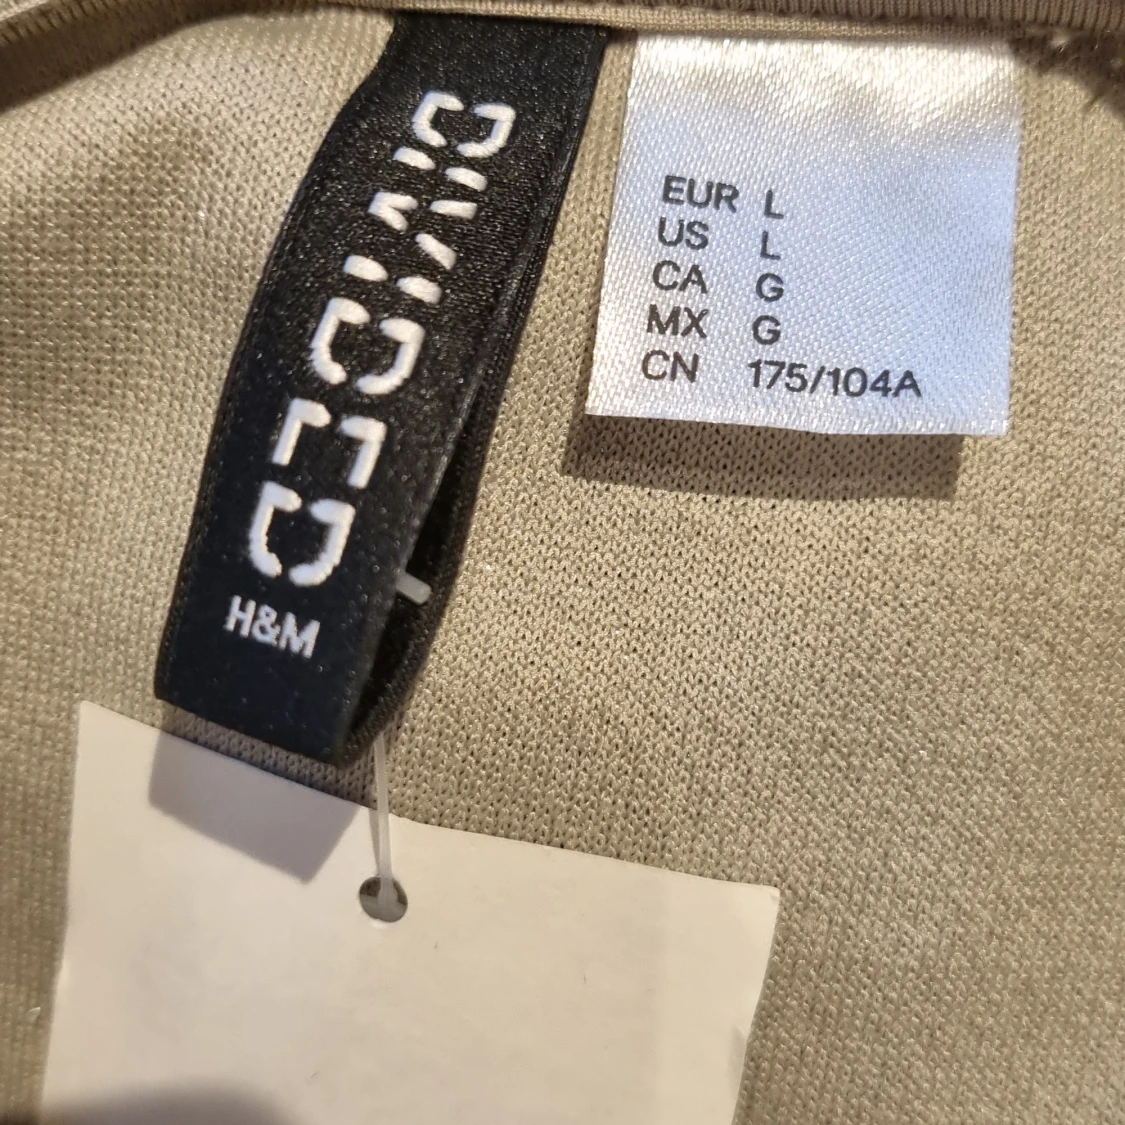 DIVIDED
H&M
EUR L
US L
CA G
MX G
CN 175/104A